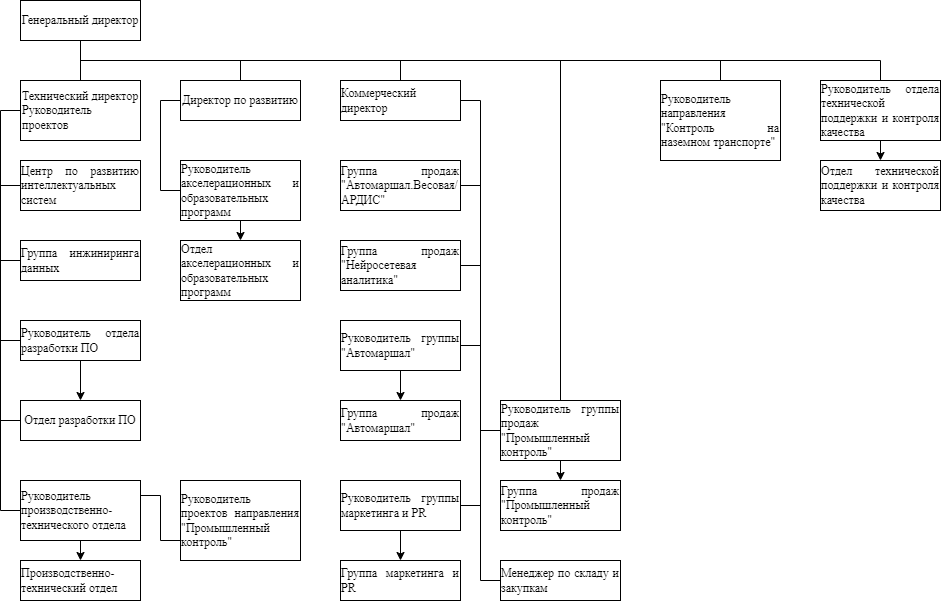 Генеральный директор
Технический директор
Руководитель
проектов
Директор по развитию
Коммерческий
директор
Руководитель
направления
"Контроль на
наземном транспорте"
Руководитель отдела
технической
поддержки и контроля
качества
Центр по развитию
интеллектуальных
систем
Руководитель
акселерационных и
образовательных
программ
Группа продаж
"Автомаршал.Весовая/
АРДИС"
Отдел технической
поддержки и контроля
качества
Группа инжиниринга
данных
Отдел
акселерационных и
образовательных
программ
Группа продаж
"Нейросетевая
аналитика"
Руководитель отдела
разработки ПО
Руководитель группы
"Автомаршал"
Отдел разработки ПО
Группа продаж
"Автомаршал"
Руководитель группы
продаж
"Промышленный
контроль"
Руководитель
производственно-
технического отдела
Руководитель
проектов направления
"Промышленный
контроль"
Руководитель группы
маркетинга и PR
Группа продаж
"Промышленный
контроль"
Производственно-
технический отдел
Группа маркетинга и
PR
Менеджер по складу и
закупкам